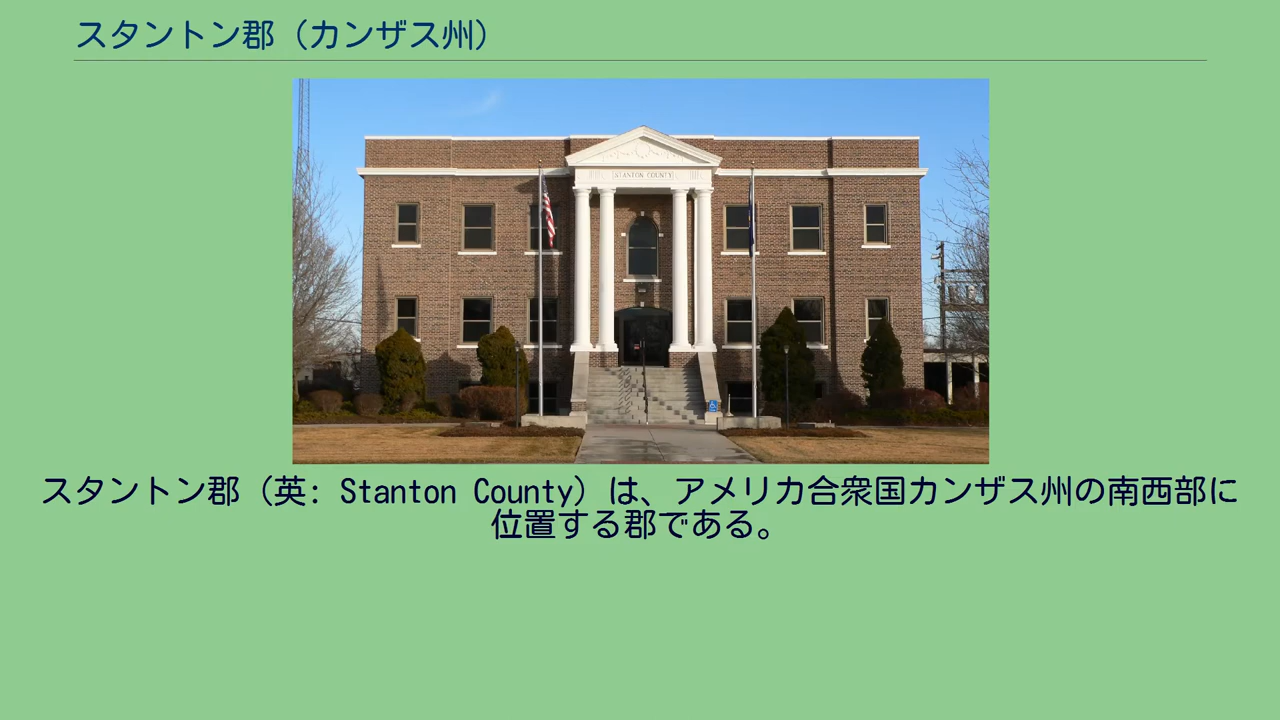 スタントン郡（カンザス州）
STANTON COUNTY
スタントン郡（英: Stanton County）は、アメリカ合衆国カンザス州の南西部に
位置する郡である。